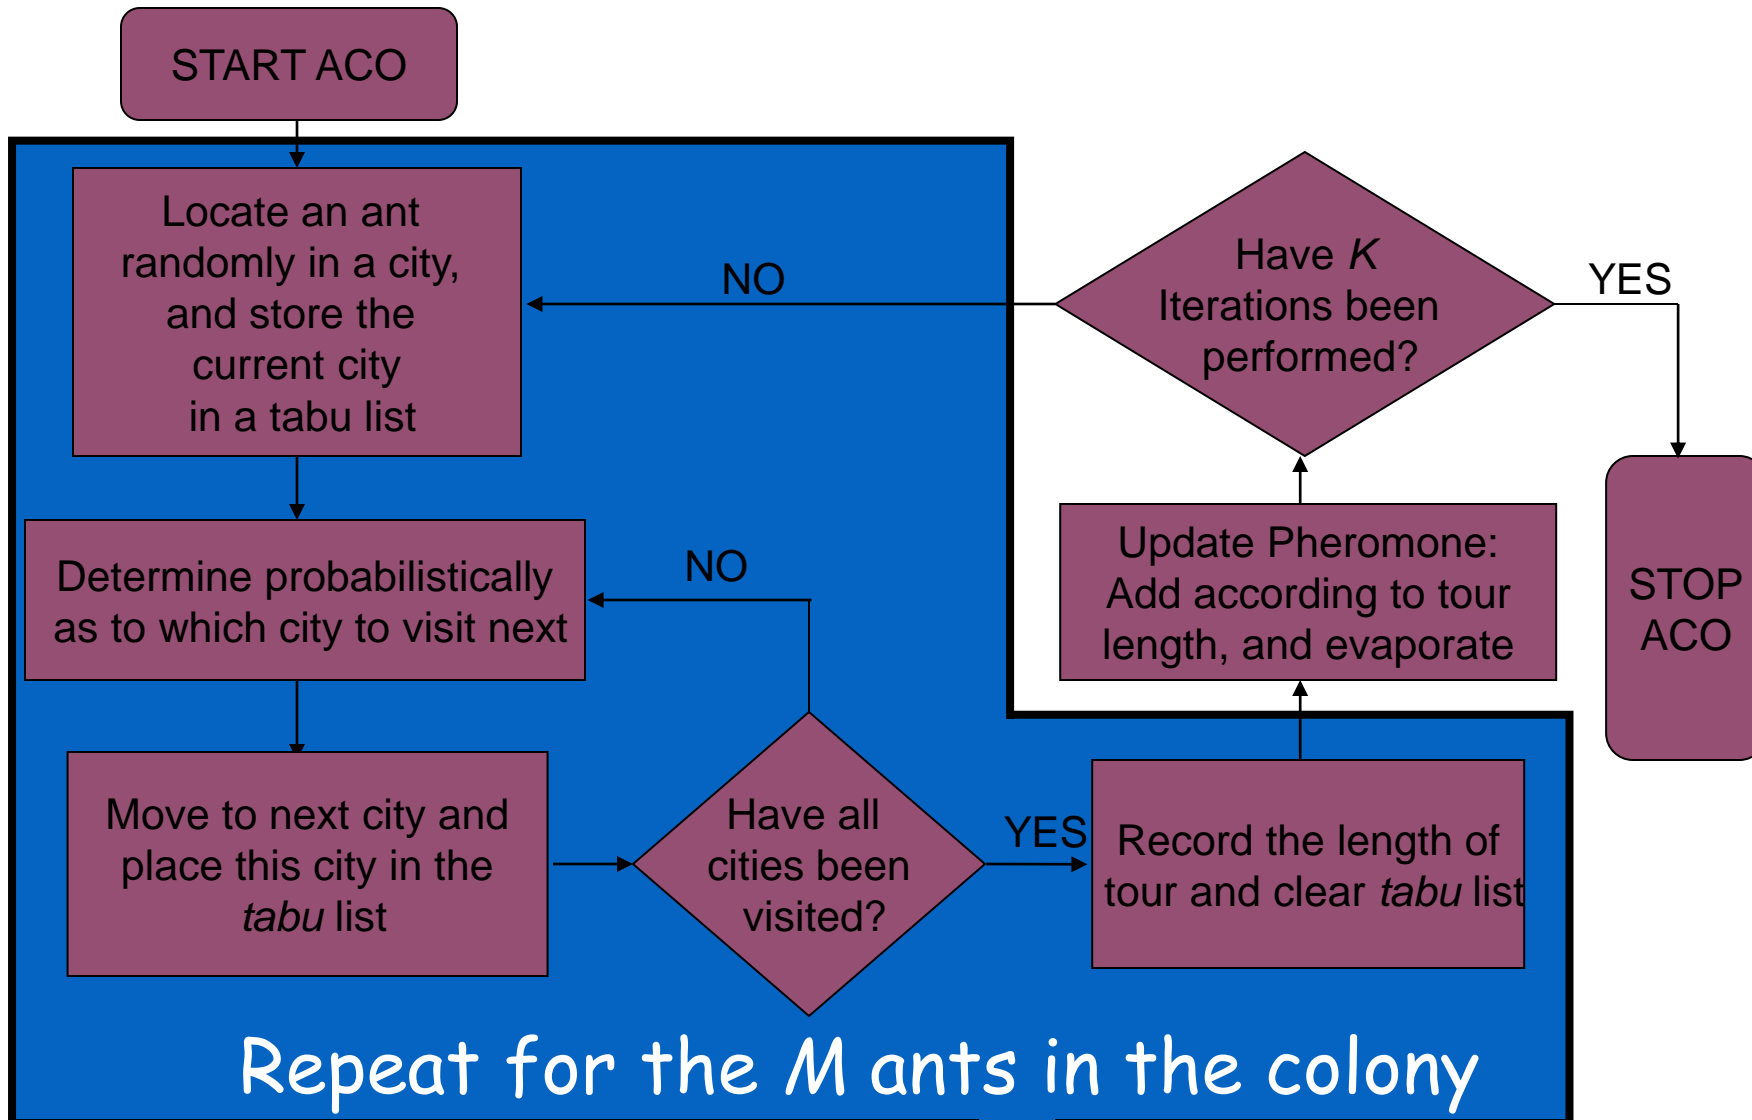 START ACO
Locate an ant
randomly in a city,
and store the
current city
in a tabu list
NO
Have K
Iterations been
performed?
YES
Determine probabilistically
as to which city to visit next
NO
Update Pheromone:
Add according to tour
length, and evaporate
STOP
ACO
Move to next city and
place this city in the
tabu list
Have all
cities been
visited?
YES
Record the length of
tour and clear tabu list
Repeat for the M ants in the colony